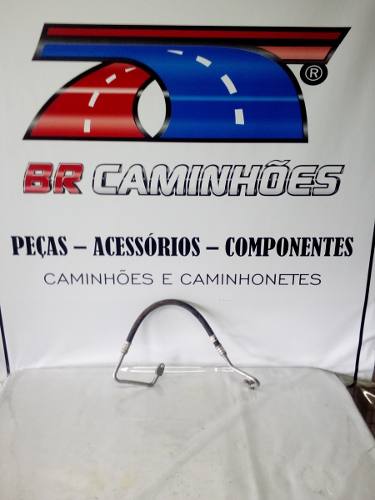 ®
BR CAMINHÕES
PEÇAS – ACESSÓRIOS – COMPONENTES
CAMINHÕES E CAMINHONETES